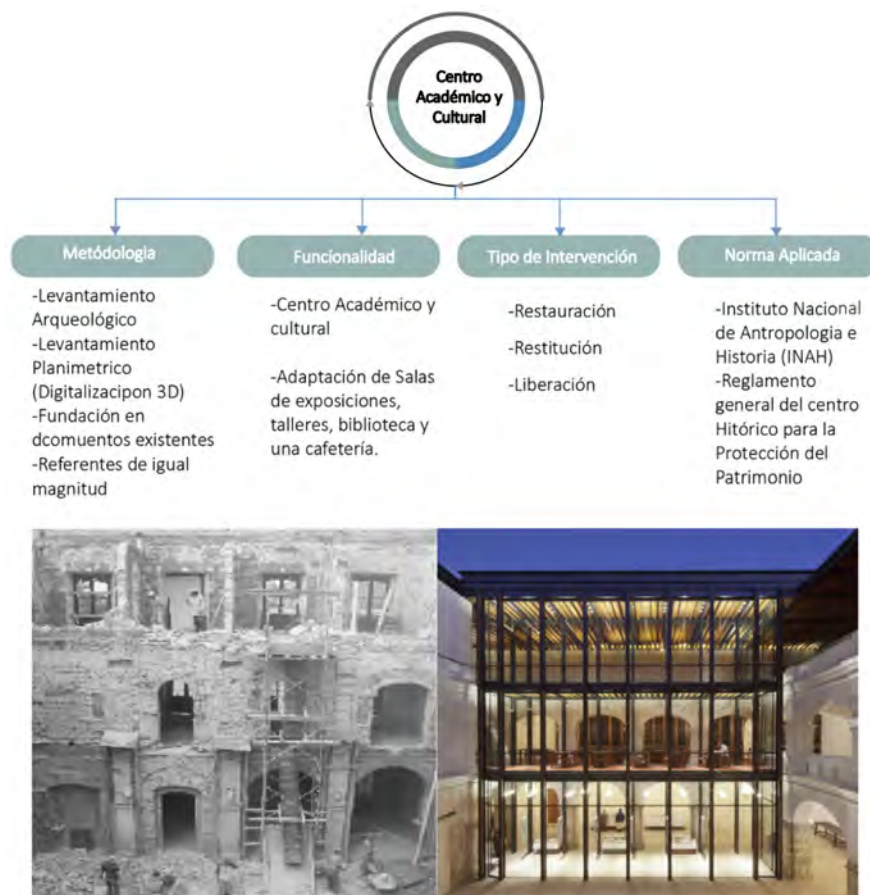 Centro
Académico y
Cultural
Metódologia
-Levantamiento
Arqueológico
-Levantamiento
Planimetrico
(Digitalizacipon 3D)
-Fundación en
dcomuentos existentes
-Referentes de igual
magnitud
Funcionalidad
-Centro Académico y
cultural
-Adaptación de Salas
de exposiciones,
talleres, biblioteca y
una cafetería.
Tipo de Intervención
-Restauración
-Restitución
-Liberación
Norma Aplicada
-Instituto Nacional
de Antropologia e
Historia (INAH)
-Reglamento
general del centro
Hitórico para la
Protección del
Patrimonio